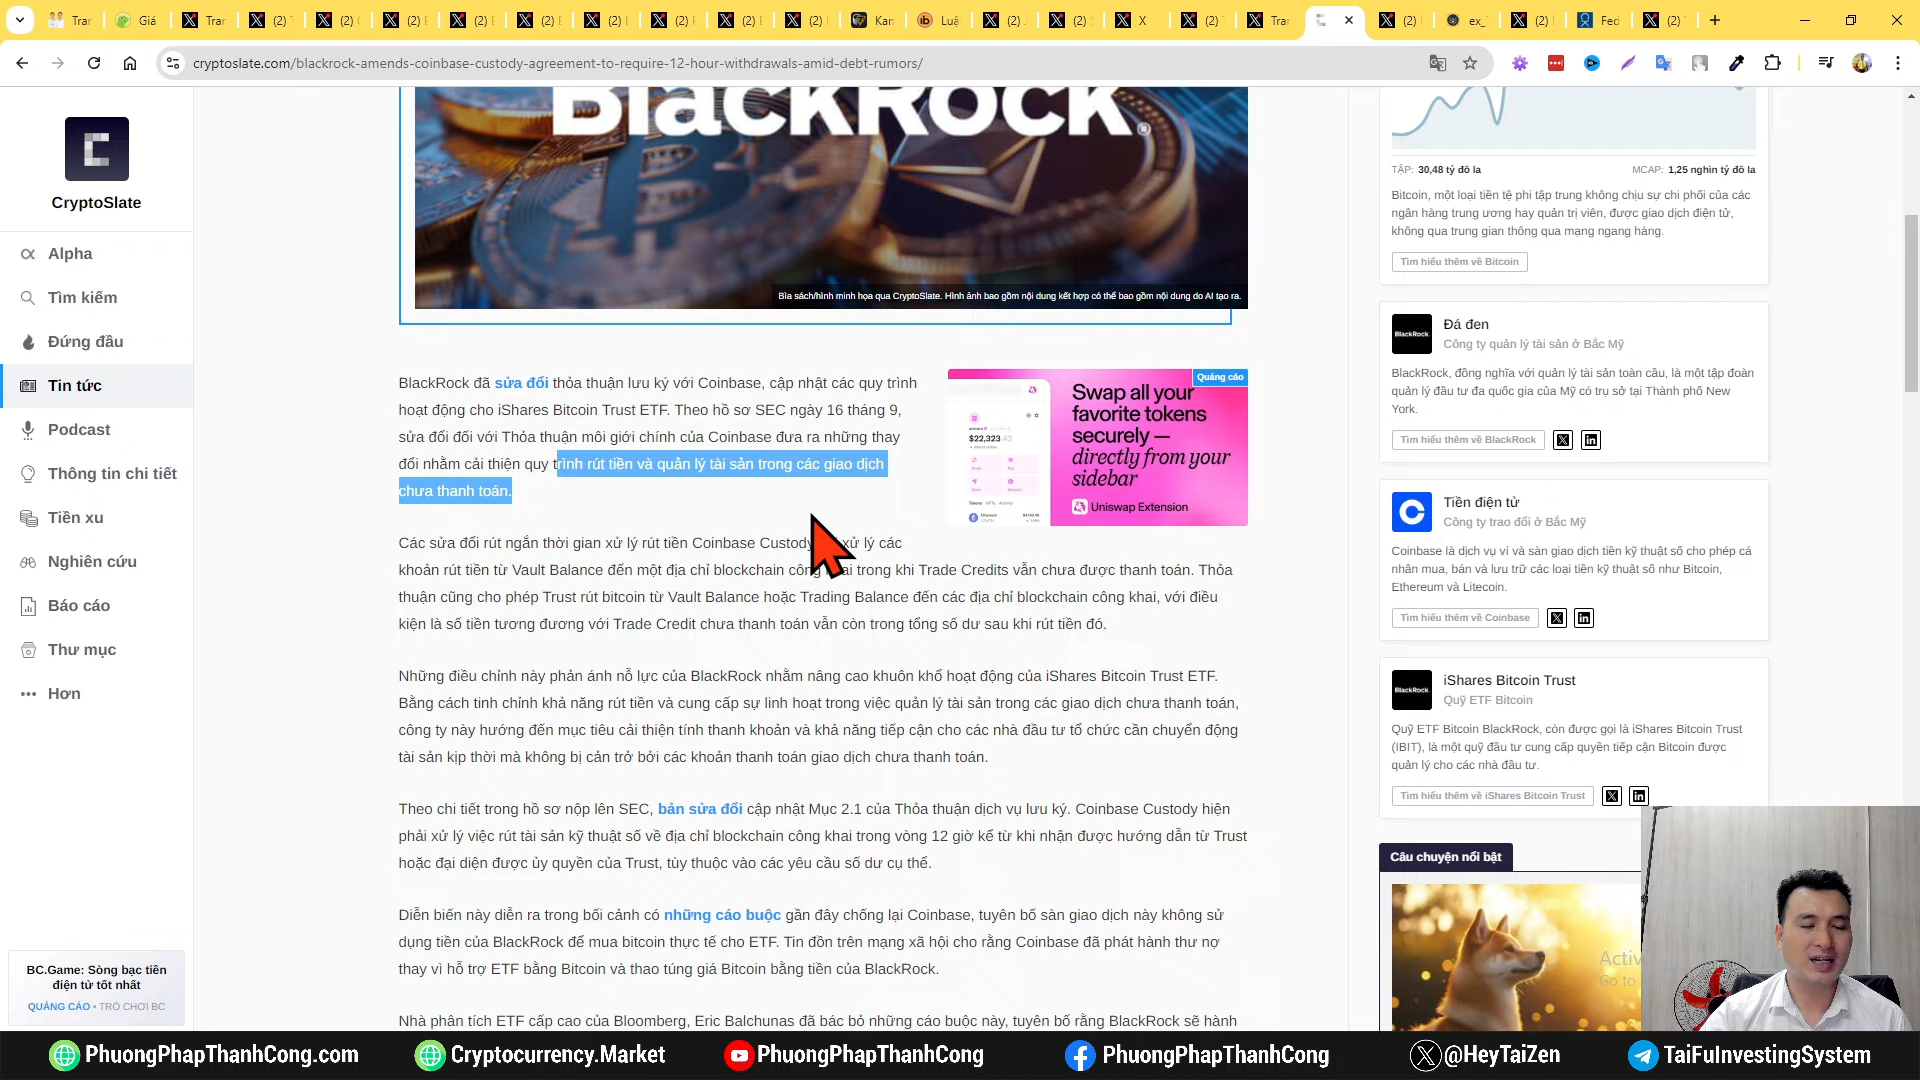 Tran
Giá
Tran
(2) T
(2) C
(2) E
(2) E
(2) E
(2) E
(2) F
(2) E
(2) I
Kan
Luậ
(2) J
(2) S
X
(2) T
Trar
(2) I
ex_
(2) I
Fed
(2) T
cryptoslate.com/blackrock-amends-coinbase-custody-agreement-to-require-12-hour-withdrawals-amid-debt-rumors/
CryptoSlate
Alpha
Tìm kiếm
Đứng đầu
Tin tức
Podcast
Thông tin chi tiết
Tiền xu
Nghiên cứu
Báo cáo
Thư mục
Hơn
BC.Game: Sòng bạc tiền
điện tử tốt nhất
QUẢNG CÁO • TRÒ CHƠI BC
BlackRock®
Bìa sách/hình minh họa qua CryptoSlate. Hình ảnh bao gồm nội dung kết hợp có thể bao gồm nội dung do AI tạo ra.
BlackRock đã sửa đổi thỏa thuận lưu ký với Coinbase, cập nhật các quy trình
hoạt động cho iShares Bitcoin Trust ETF. Theo hồ sơ SEC ngày 16 tháng 9,
sửa đổi đối với Thỏa thuận môi giới chính của Coinbase đưa ra những thay
đổi nhằm cải thiện quy trình rút tiền và quản lý tài sản trong các giao dịch
chưa thanh toán.
Quảng cáo
$22,323.42
Swap all your
favorite tokens
securely —
directly from your
sidebar
Uniswap Extension
Các sửa đổi rút ngắn thời gian xử lý rút tiền Coinbase Custody xử lý các
khoản rút tiền từ Vault Balance đến một địa chỉ blockchain công khai trong khi Trade Credits vẫn chưa được thanh toán. Thỏa
thuận cũng cho phép Trust rút bitcoin từ Vault Balance hoặc Trading Balance đến các địa chỉ blockchain công khai, với điều
kiện là số tiền tương đương với Trade Credit chưa thanh toán vẫn còn trong tổng số dư sau khi rút tiền đó.
Những điều chỉnh này phản ánh nỗ lực của BlackRock nhằm nâng cao khuôn khổ hoạt động của iShares Bitcoin Trust ETF.
Bằng cách tinh chỉnh khả năng rút tiền và cung cấp sự linh hoạt trong việc quản lý tài sản trong các giao dịch chưa thanh toán,
công ty này hướng đến mục tiêu cải thiện tính thanh khoản và khả năng tiếp cận cho các nhà đầu tư tổ chức cần chuyển động
tài sản kịp thời mà không bị cản trở bởi các khoản thanh toán giao dịch chưa thanh toán.
Theo chi tiết trong hồ sơ nộp lên SEC, bản sửa đổi cập nhật Mục 2.1 của Thỏa thuận dịch vụ lưu ký. Coinbase Custody hiện
phải xử lý việc rút tài sản kỹ thuật số về địa chỉ blockchain công khai trong vòng 12 giờ kể từ khi nhận được hướng dẫn từ Trust
hoặc đại diện được ủy quyền của Trust, tùy thuộc vào các yêu cầu số dư cụ thể.
Diễn biến này diễn ra trong bối cảnh có những cáo buộc gần đây chống lại Coinbase, tuyên bố sàn giao dịch này không sử
dụng tiền của BlackRock để mua bitcoin thực tế cho ETF. Tin đồn trên mạng xã hội cho rằng Coinbase đã phát hành thư nợ
thay vì hỗ trợ ETF bằng Bitcoin và thao túng giá Bitcoin bằng tiền của BlackRock.
Nhà phân tích ETF cấp cao của Bloomberg, Eric Balchunas đã bác bỏ những cáo buộc này, tuyên bố rằng BlackRock sẽ hành
TẬP: 30,48 tỷ đô la
MCAP: 1,25 nghìn tỷ đô la
Bitcoin, một loại tiền tệ phi tập trung không chịu sự chi phối của các
ngân hàng trung ương hay quản trị viên, được giao dịch điện tử,
không qua trung gian thông qua mạng ngang hàng.
Tìm hiểu thêm về Bitcoin
BlackRock.
Đá đen
Công ty quản lý tài sản ở Bắc Mỹ
BlackRock, đồng nghĩa với quản lý tài sản toàn cầu, là một tập đoàn
quản lý đầu tư đa quốc gia của Mỹ có trụ sở tại Thành phố New
York.
Tìm hiểu thêm về BlackRock
Tiền điện tử
Công ty trao đổi ở Bắc Mỹ
Coinbase là dịch vụ ví và sàn giao dịch tiền kỹ thuật số cho phép cá
nhân mua, bán và lưu trữ các loại tiền kỹ thuật số như Bitcoin,
Ethereum và Litecoin.
Tìm hiểu thêm về Coinbase
BlackRock.
iShares Bitcoin Trust
Quỹ ETF Bitcoin
Quỹ ETF Bitcoin BlackRock, còn được gọi là iShares Bitcoin Trust
(IBIT), là một quỹ đầu tư cung cấp quyền tiếp cận Bitcoin được
quản lý cho các nhà đầu tư.
Tìm hiểu thêm về iShares Bitcoin Trust
Câu chuyện nổi bật
Go to
PhuongPhapThanhCong.com
Cryptocurrency.Market
PhuongPhapThanhCong
PhuongPhapThanhCong
@HeyTaiZen
TaiFuInvestingSystem